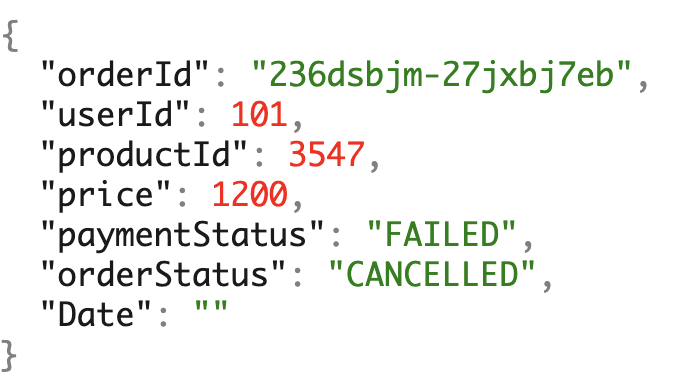 {
"orderId": "236dsbjm-27jxbj7eb",
"userId": 101,
"productId": 3547,
"price": 1200,
"paymentStatus": "FAILED",
"orderStatus": "CANCELLED",
"Date": ""
}